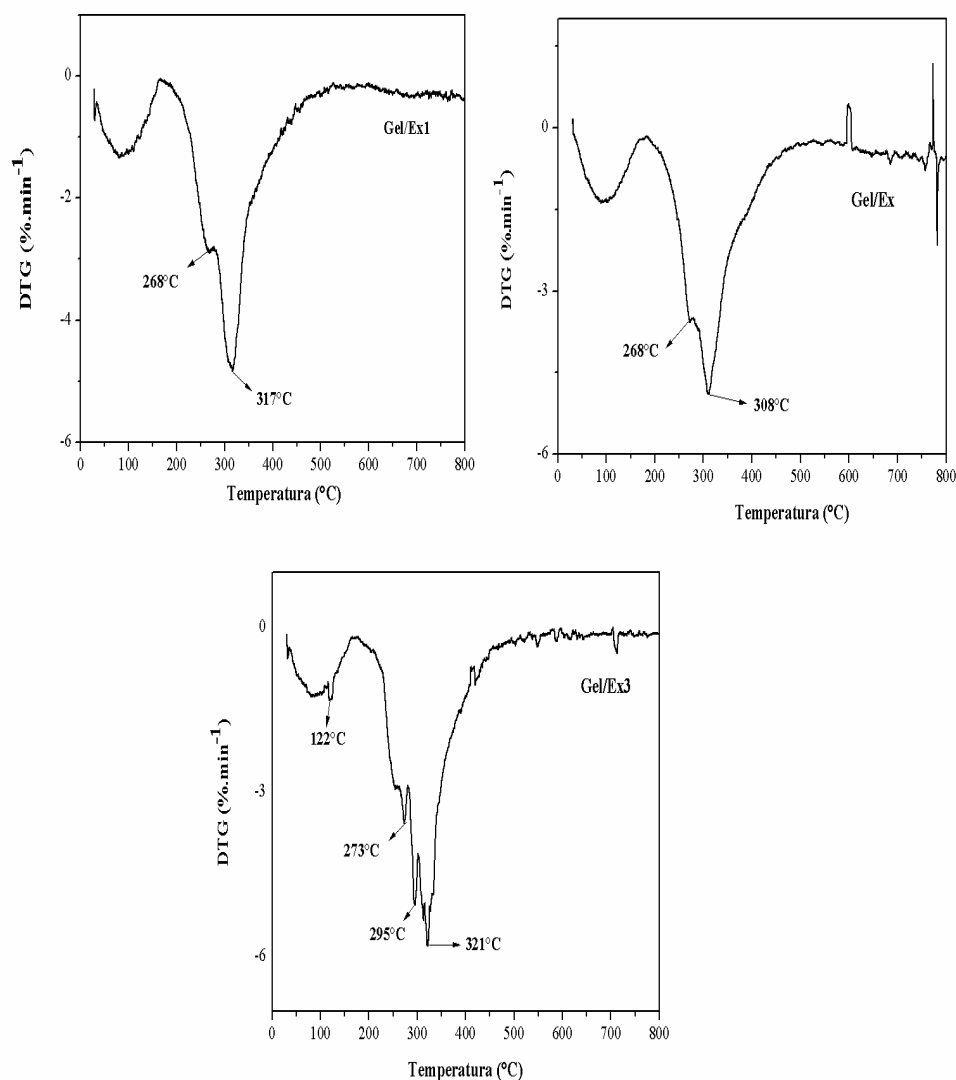 0
-2
-4
-6
DTG (%.min-1)
Gel/Ex1
268°C
317°C
0 100 200 300 400 500 600 700 800
Temperatura (°C)
0
-3
-6
DTG (%.min-1)
Gel/Ex
268°C
308°C
0 100 200 300 400 500 600 700 800
Temperatura (°C)
0
-3
-6
DTG (%.min-1)
Gel/Ex3
122°C
273°C
295°C
321°C
0 100 200 300 400 500 600 700 800
Temperatura (°C)